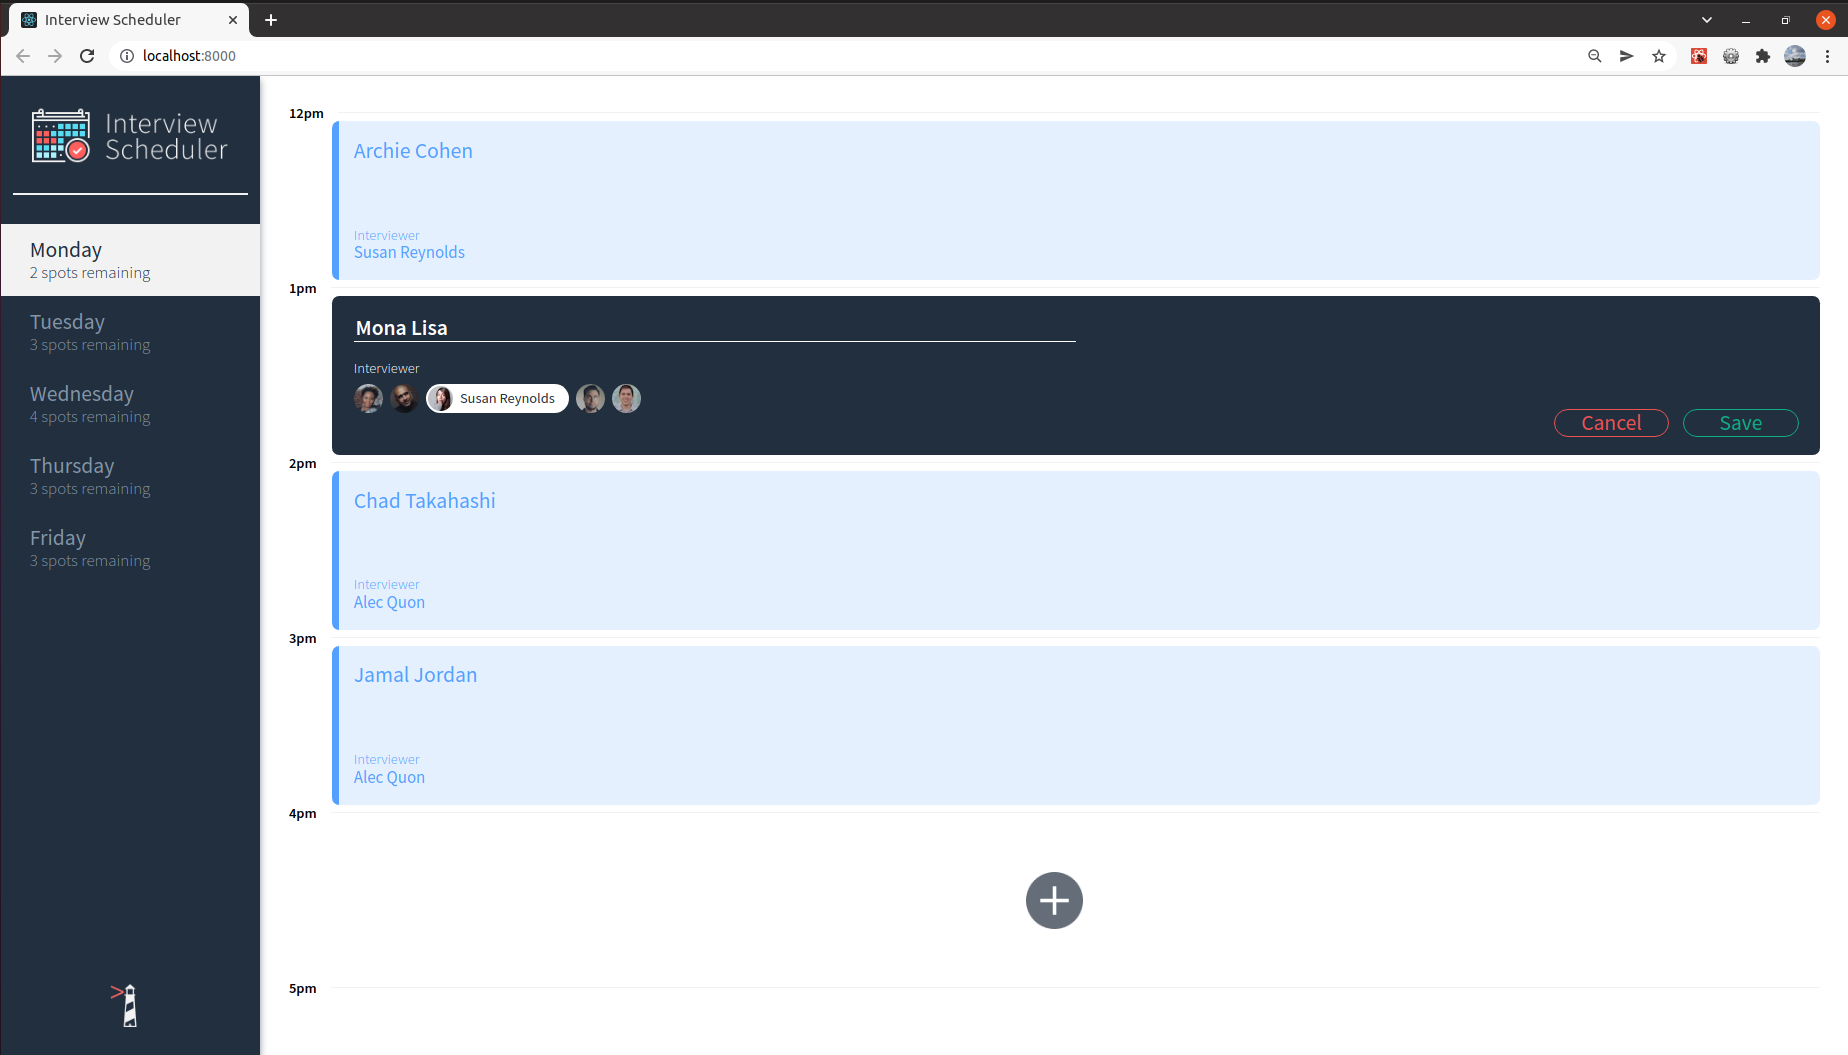 Interview Scheduler
localhost:8000
Interview
Scheduler
Monday
2 spots remaining
Tuesday
3 spots remaining
Wednesday
4 spots remaining
Thursday
3 spots remaining
Friday
3 spots remaining
12pm
Archie Cohen
Interviewer
Susan Reynolds
1pm
Mona Lisa
Interviewer
Susan Reynolds
Cancel Save
2pm
Chad Takahashi
Interviewer
Alec Quon
3pm
Jamal Jordan
Interviewer
Alec Quon
4pm
5pm